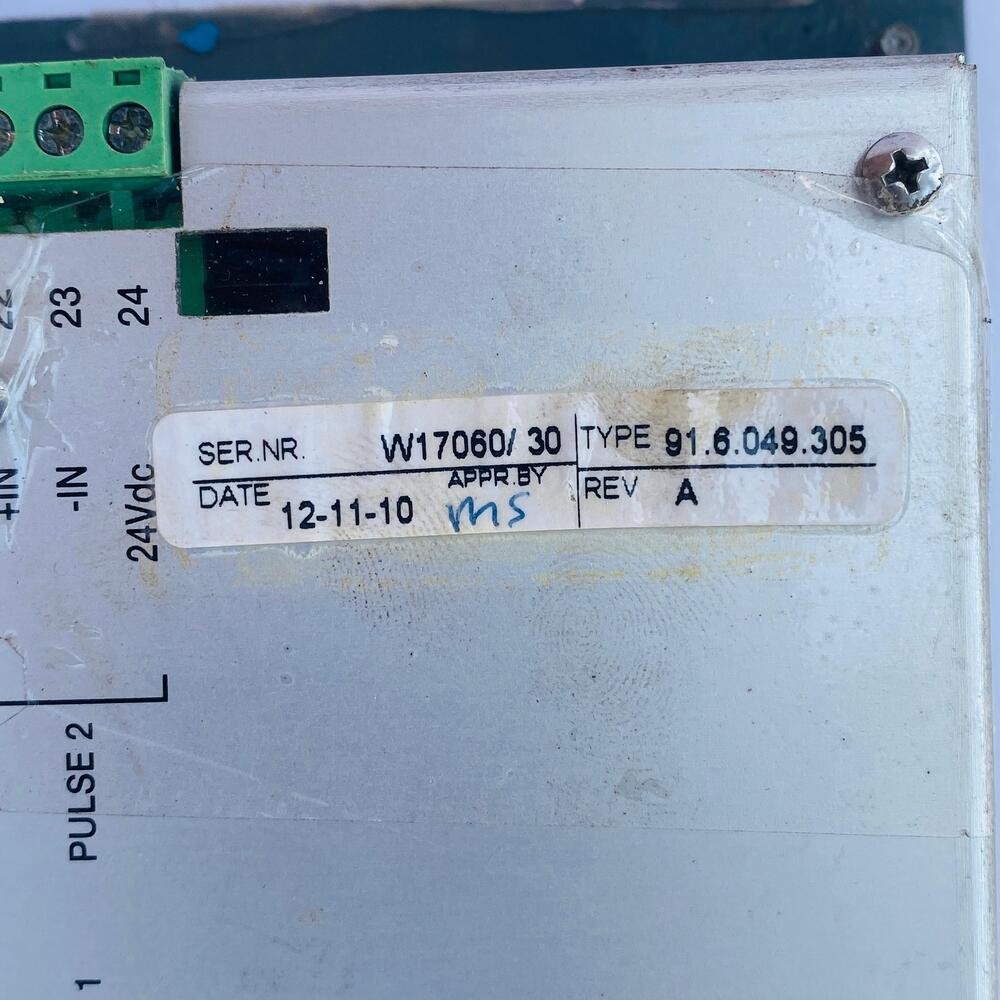 22
23
24
+IN
-IN
24Vdc
SER.NR. W17060/ 30
TYPE 91.6.049.305
DATE 12-11-10
APPR.BY ms
REV A
PULSE 2
1